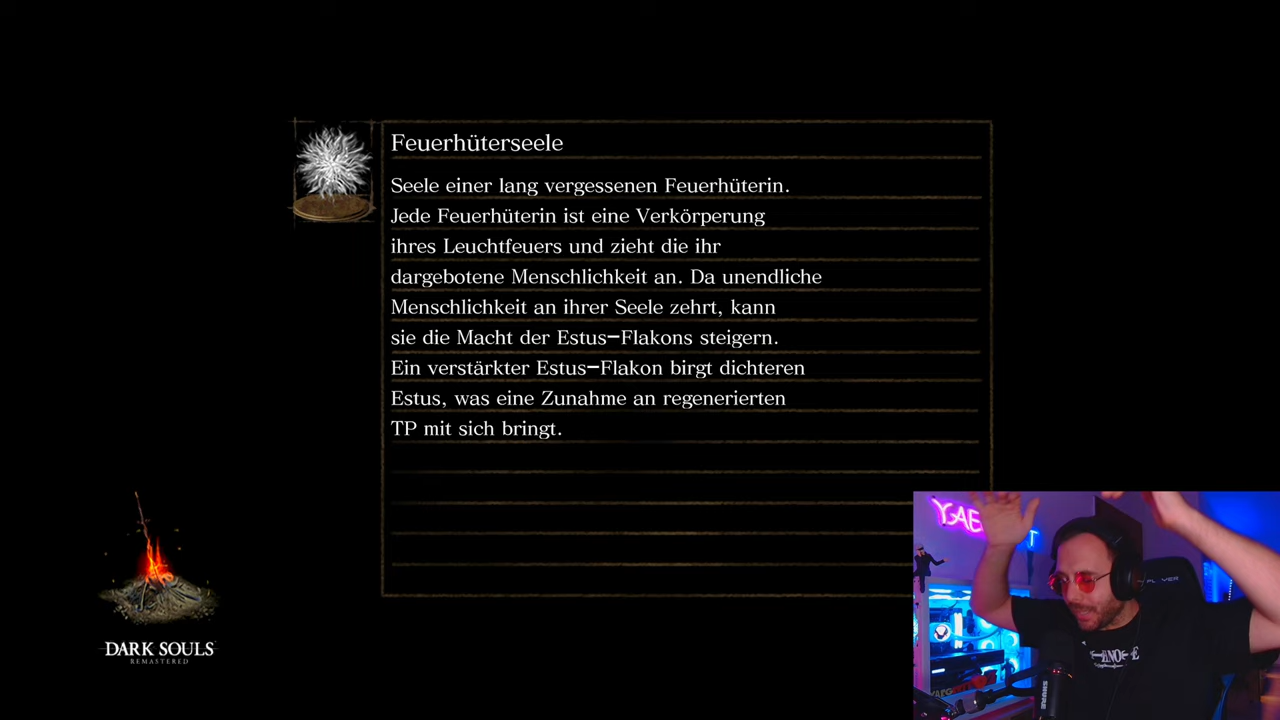 Feuerhüterseele
Seele einer lang vergessenen Feuerhüterin.
Jede Feuerhüterin ist eine Verkörperung
ihres Leuchtfeuers und zieht die ihr
dargebotene Menschlichkeit an. Da unendliche
Menschlichkeit an ihrer Seele zehrt, kann
sie die Macht der Estus-Flakons steigern.
Ein verstärkter Estus-Flakon birgt dichteren
Estus, was eine Zunahme an regenerierten
TP mit sich bringt.
DARK SOULS
REMASTERED
SHURE